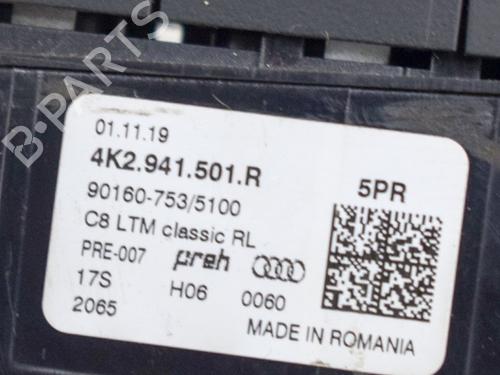 B-PARTS
01.11.19
4K2.941.501.R
5PR
90160-753/5100
C8 LTM classic RL
PRE-007 preh
17S H06 0060
2065
MADE IN ROMANIA